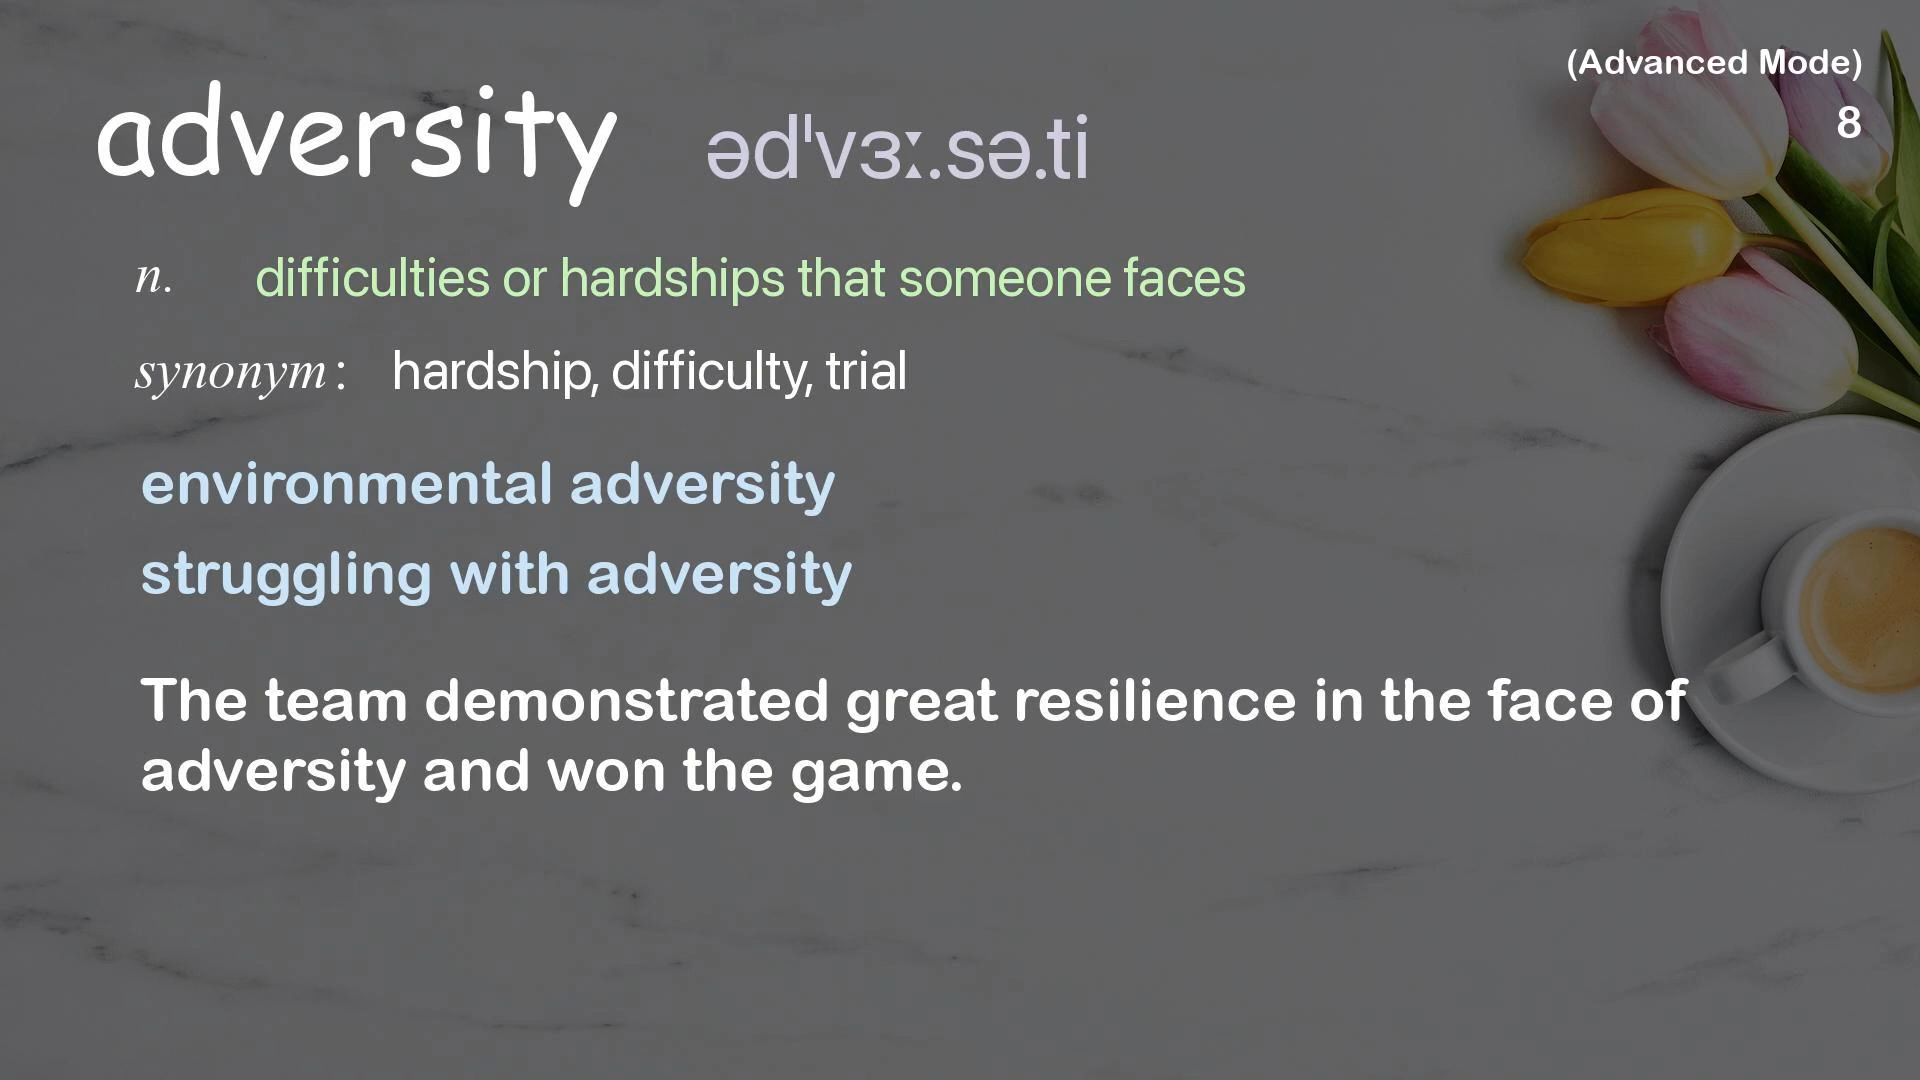 (Advanced Mode)
8
adversity əd'vɜː.sə.ti
n. difficulties or hardships that someone faces
synonym : hardship, difficulty, trial
environmental adversity
struggling with adversity
The team demonstrated great resilience in the face of
adversity and won the game.